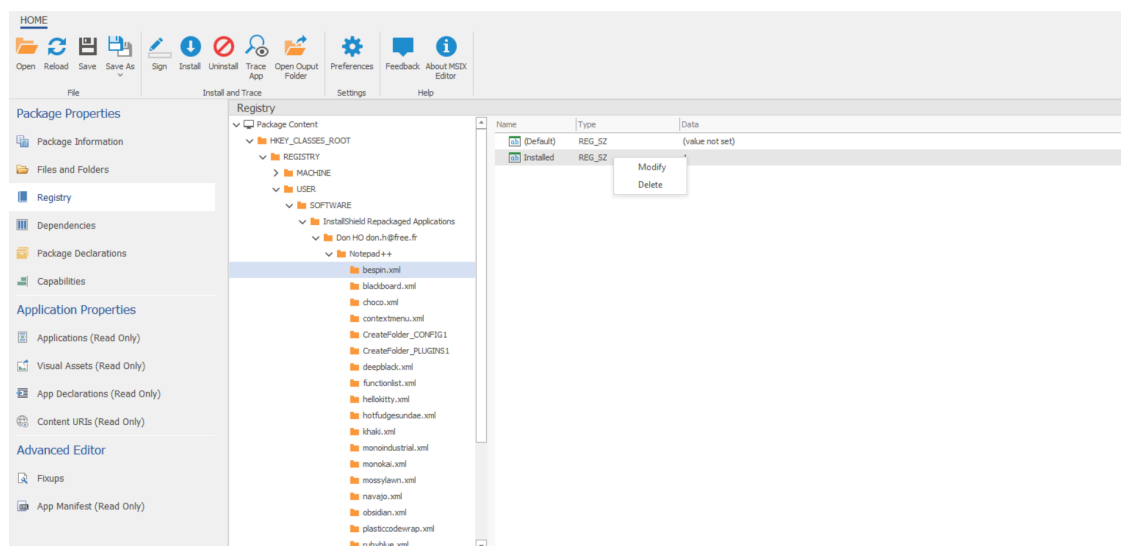 HOME
Open Reload Save Save As Sign Install Uninstall Trace App Open Ouput Folder Preferences Feedback About MSIX Editor
File Install and Trace Settings Help
Package Properties
Package Information
Files and Folders
Registry
Dependencies
Package Declarations
Capabilities
Application Properties
Applications (Read Only)
Visual Assets (Read Only)
App Declarations (Read Only)
Content URIs (Read Only)
Advanced Editor
Fixups
App Manifest (Read Only)
Registry
Package Content
HKEY_CLASSES_ROOT
REGISTRY
MACHINE
USER
SOFTWARE
InstallShield Repackaged Applications
Don HO don.h@free.fr
Notepad++
bespin.xml
blackboard.xml
choco.xml
contextmenu.xml
CreateFolder_CONFIG1
CreateFolder_PLUGINS1
deepblack.xml
functionlist.xml
hellokitty.xml
hotfudgesundae.xml
khaki.xml
monoindustrial.xml
monokai.xml
mossylawn.xml
navajo.xml
obsidian.xml
plasticcodewrap.xml
rubyblue.xml
Name Type Data
ab (Default) REG_SZ (value not set)
ab Installed REG_SZ
Modify
Delete